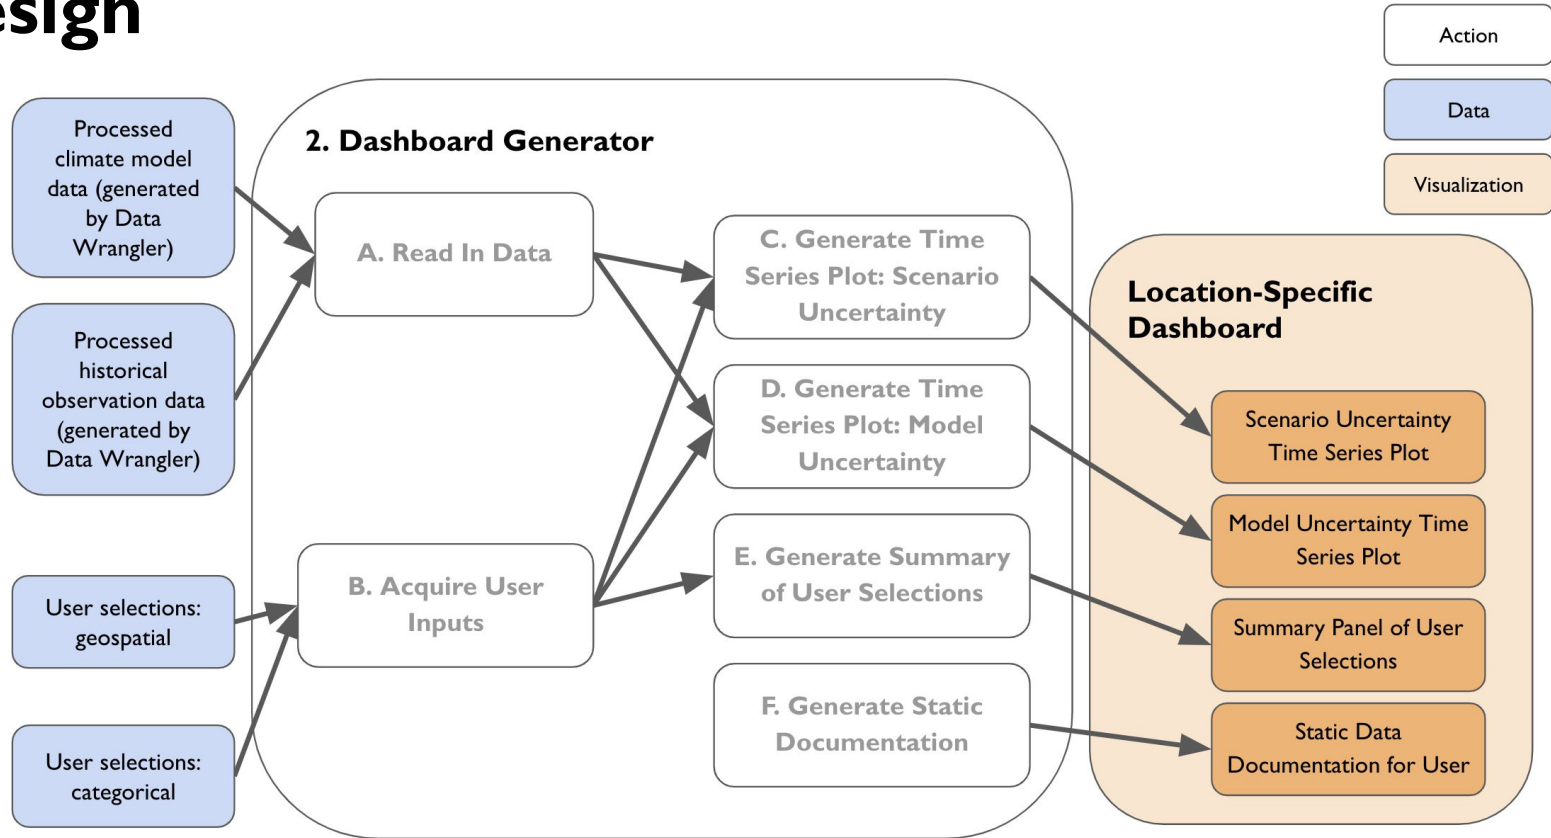 esign
Action
Data
Visualization
Processed
climate model
data (generated
by Data
Wrangler)
Processed
historical
observation data
(generated by
Data Wrangler)
User selections:
geospatial
User selections:
categorical
2. Dashboard Generator
A. Read In Data
B. Acquire User
Inputs
C. Generate Time
Series Plot: Scenario
Uncertainty
D. Generate Time
Series Plot: Model
Uncertainty
E. Generate Summary
of User Selections
F. Generate Static
Documentation
Location-Specific
Dashboard
Scenario Uncertainty
Time Series Plot
Model Uncertainty Time
Series Plot
Summary Panel of User
Selections
Static Data
Documentation for User